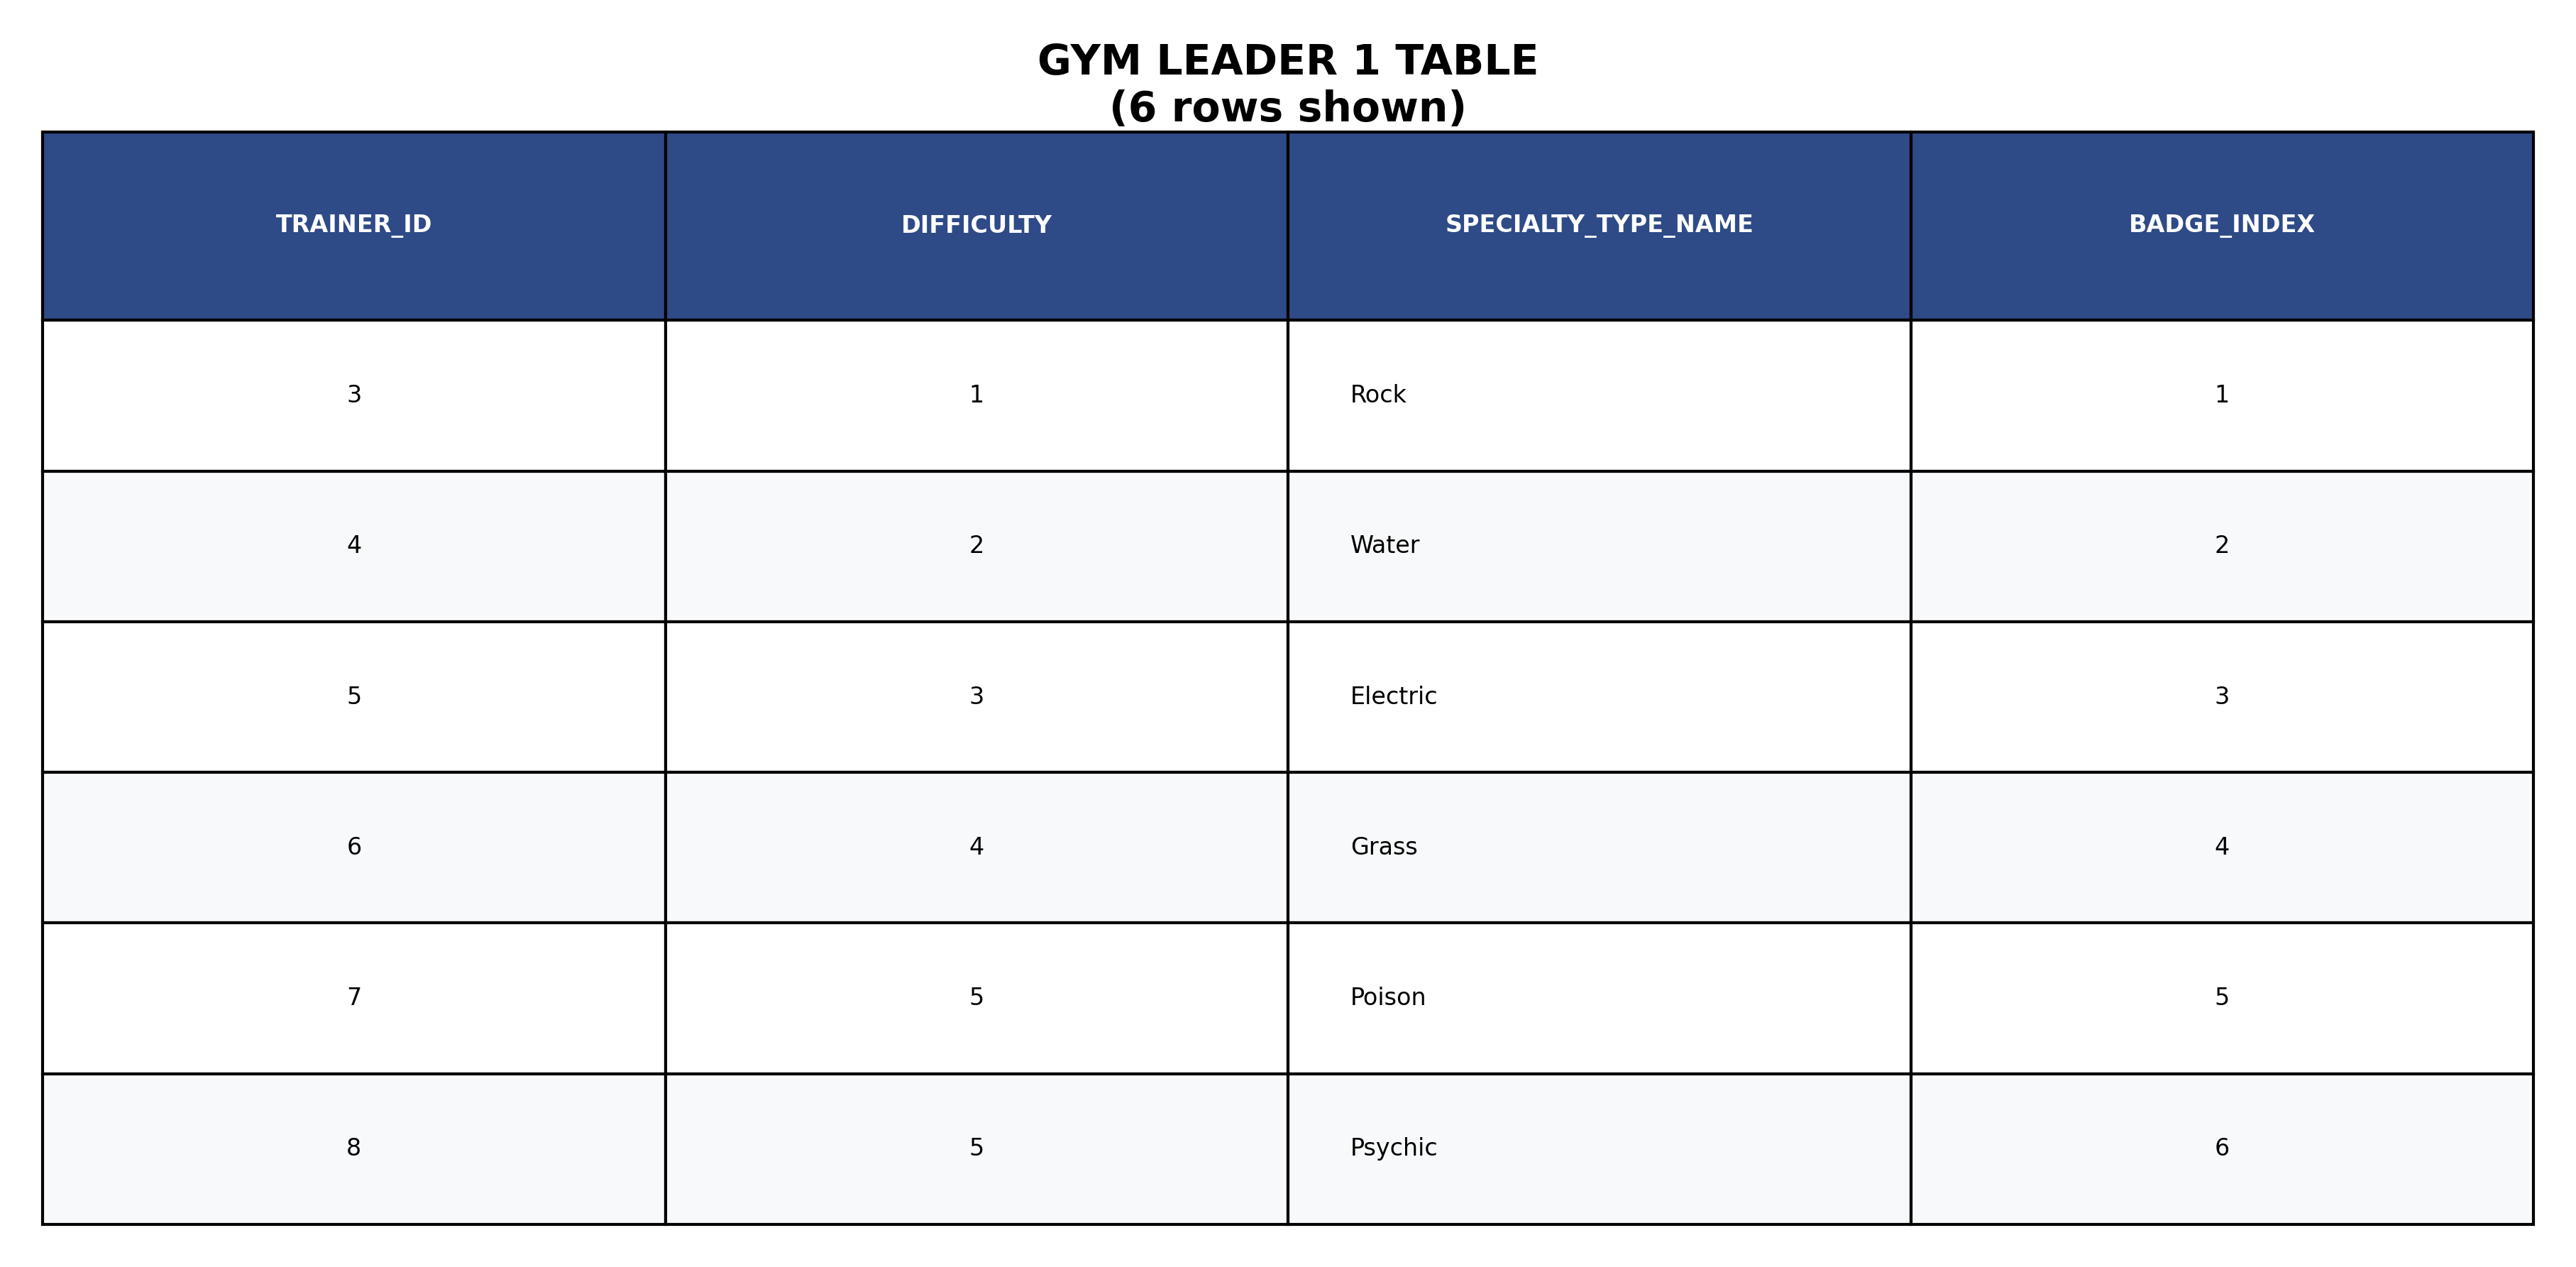 GYM LEADER 1 TABLE
(6 rows shown)
TRAINER_ID DIFFICULTY SPECIALTY_TYPE_NAME BADGE_INDEX
3 1 Rock 1
4 2 Water 2
5 3 Electric 3
6 4 Grass 4
7 5 Poison 5
8 5 Psychic 6